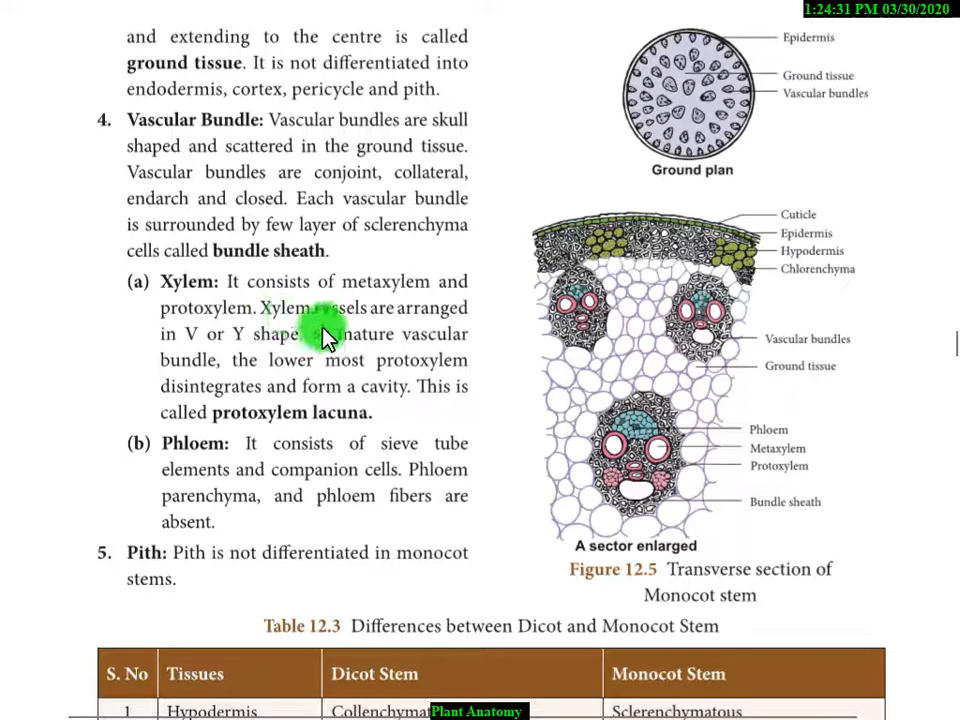 1:24:31 PM 03/30/2020
and extending to the centre is called
ground tissue. It is not differentiated into
endodermis, cortex, pericycle and pith.
4. Vascular Bundle: Vascular bundles are skull
shaped and scattered in the ground tissue.
Vascular bundles are conjoint, collateral,
endarch and closed. Each vascular bundle
is surrounded by few layer of sclerenchyma
cells called bundle sheath.
(a) Xylem: It consists of metaxylem and
protoxylem. Xylem are arranged
in V or Y shape. vascular
bundle, the lower most protoxylem
disintegrates and form a cavity. This is
called protoxylem lacuna.
(b) Phloem: It consists of sieve tube
elements and companion cells. Phloem
parenchyma, and phloem fibers are
absent.
5. Pith: Pith is not differentiated in monocot
stems.
Epidermis
Ground tissue
Vascular bundles
Ground plan
Cuticle
Epidermis
Hypodermis
Chlorenchyma
Vascular bundles
Ground tissue
Phloem
Metaxylem
Protoxylem
Bundle sheath
A sector enlarged
Figure 12.5 Transverse section of
Monocot stem
Table 12.3 Differences between Dicot and Monocot Stem
S. No Tissues Dicot Stem Monocot Stem
1 Hypodermis Sclerenchymatous
Plant Anatomy